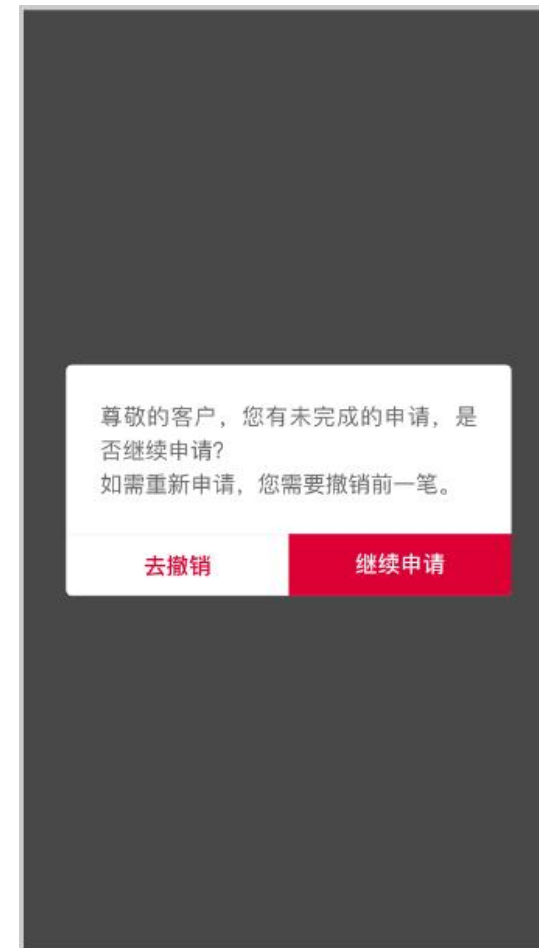 尊敬的客户，您有未完成的申请，是
否继续申请?
如需重新申请，您需要撤销前一笔。
去撤销
继续申请